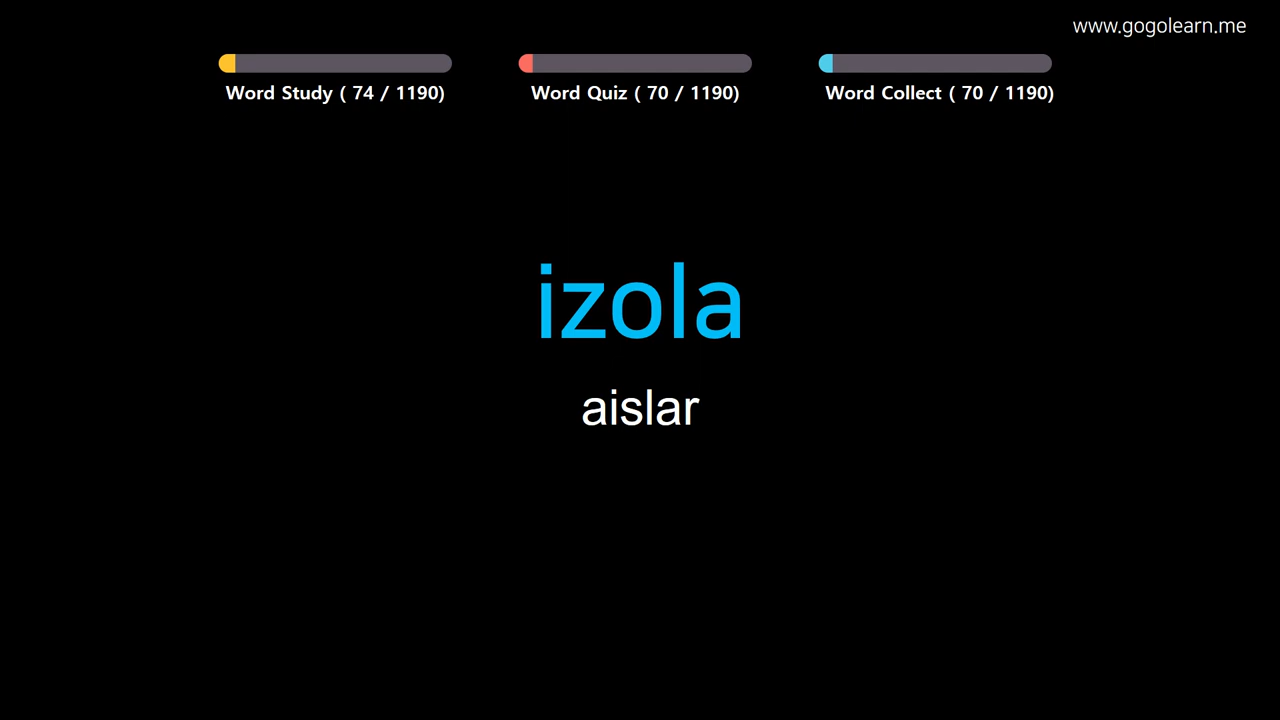 www.gogolearn.me
Word Study ( 74 / 1190)
Word Quiz ( 70 / 1190)
Word Collect ( 70 / 1190)
izola
aislar